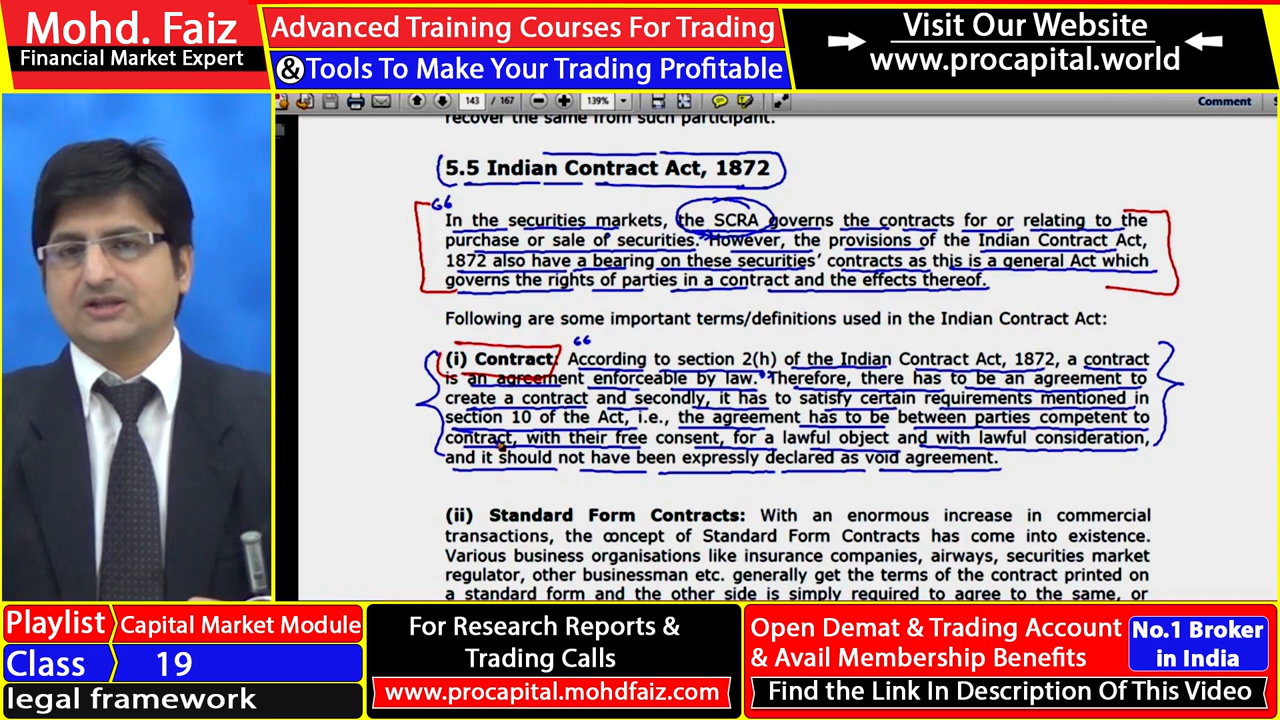 Mohd. Faiz
Financial Market Expert
Advanced Training Courses For Trading
& Tools To Make Your Trading Profitable
Visit Our Website
www.procapital.world
143 / 167
139%
Comment
recover the same from such participant.
5.5 Indian Contract Act, 1872
In the securities markets, the SCRA governs the contracts for or relating to the
purchase or sale of securities. However, the provisions of the Indian Contract Act,
1872 also have a bearing on these securities' contracts as this is a general Act which
governs the rights of parties in a contract and the effects thereof.
Following are some important terms/definitions used in the Indian Contract Act:
(i) Contract: According to section 2(h) of the Indian Contract Act, 1872, a contract
is an agreement enforceable by law. Therefore, there has to be an agreement to
create a contract and secondly, it has to satisfy certain requirements mentioned in
section 10 of the Act, i.e., the agreement has to be between parties competent to
contract, with their free consent, for a lawful object and with lawful consideration,
and it should not have been expressly declared as void agreement.
(ii) Standard Form Contracts: With an enormous increase in commercial
transactions, the concept of Standard Form Contracts has come into existence.
Various business organisations like insurance companies, airways, securities market
regulator, other businessman etc. generally get the terms of the contract printed on
a standard form and the other side is simply required to agree to the same, or
Playlist Capital Market Module
Class 19
legal framework
For Research Reports &
Trading Calls
www.procapital.mohdfaiz.com
Open Demat & Trading Account
& Avail Membership Benefits
No.1 Broker
in India
Find the Link In Description Of This Video